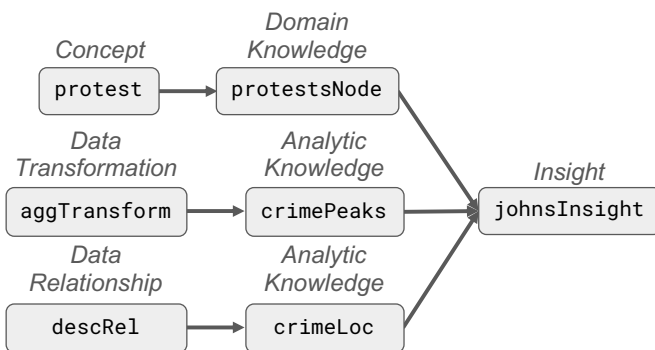 Concept
Domain
Knowledge
protest
protestsNode
Data
Transformation
Analytic
Knowledge
Insight
aggTransform
crimePeaks
johnsInsight
Data
Relationship
Analytic
Knowledge
descRel
crimeLoc